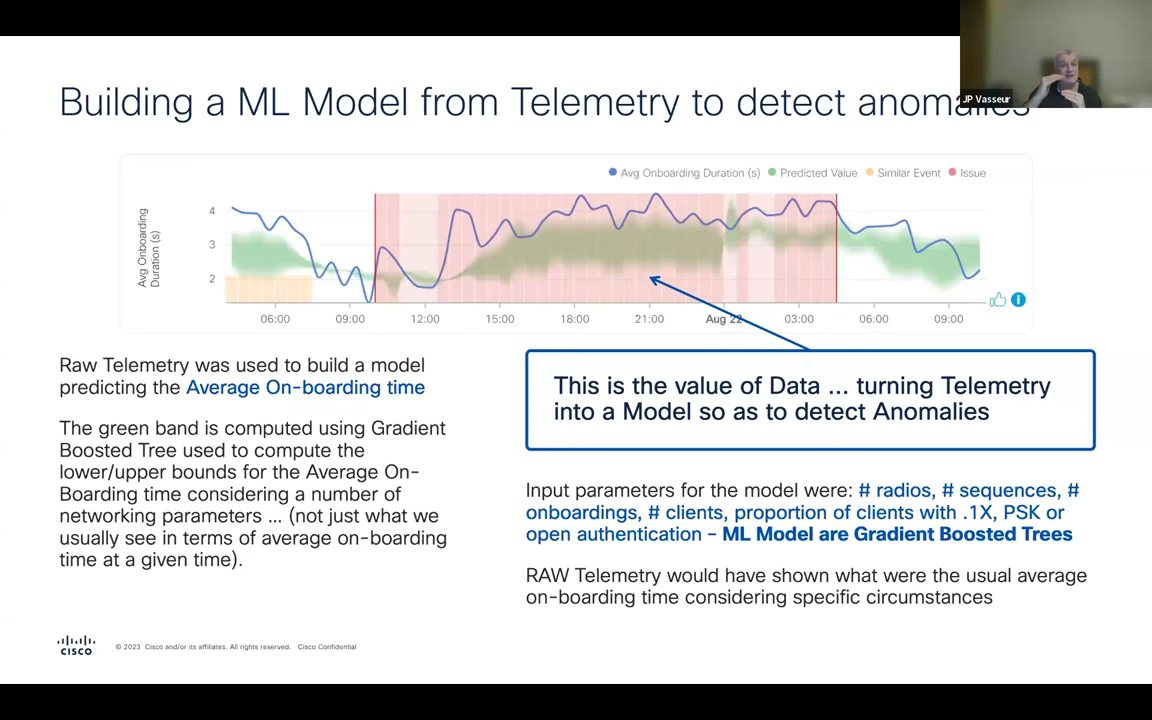 Building a ML Model from Telemetry to detect anomalies
JP Vasseur
Avg Onboarding Duration (s) Predicted Value Similar Event Issue
Avg Onboarding
Duration (s)
4
3
2
06:00 09:00 12:00 15:00 18:00 21:00 Aug 22 03:00 06:00 09:00
Raw Telemetry was used to build a model
predicting the Average On-boarding time
The green band is computed using Gradient
Boosted Tree used to compute the
lower/upper bounds for the Average On-
Boarding time considering a number of
networking parameters ... (not just what we
usually see in terms of average on-boarding
time at a given time).
This is the value of Data ... turning Telemetry
into a Model so as to detect Anomalies
Input parameters for the model were: # radios, # sequences, #
onboardings, # clients, proportion of clients with .1X, PSK or
open authentication – ML Model are Gradient Boosted Trees
RAW Telemetry would have shown what were the usual average
on-boarding time considering specific circumstances
CISCO
© 2023 Cisco and/or its affiliates. All rights reserved. Cisco Confidential